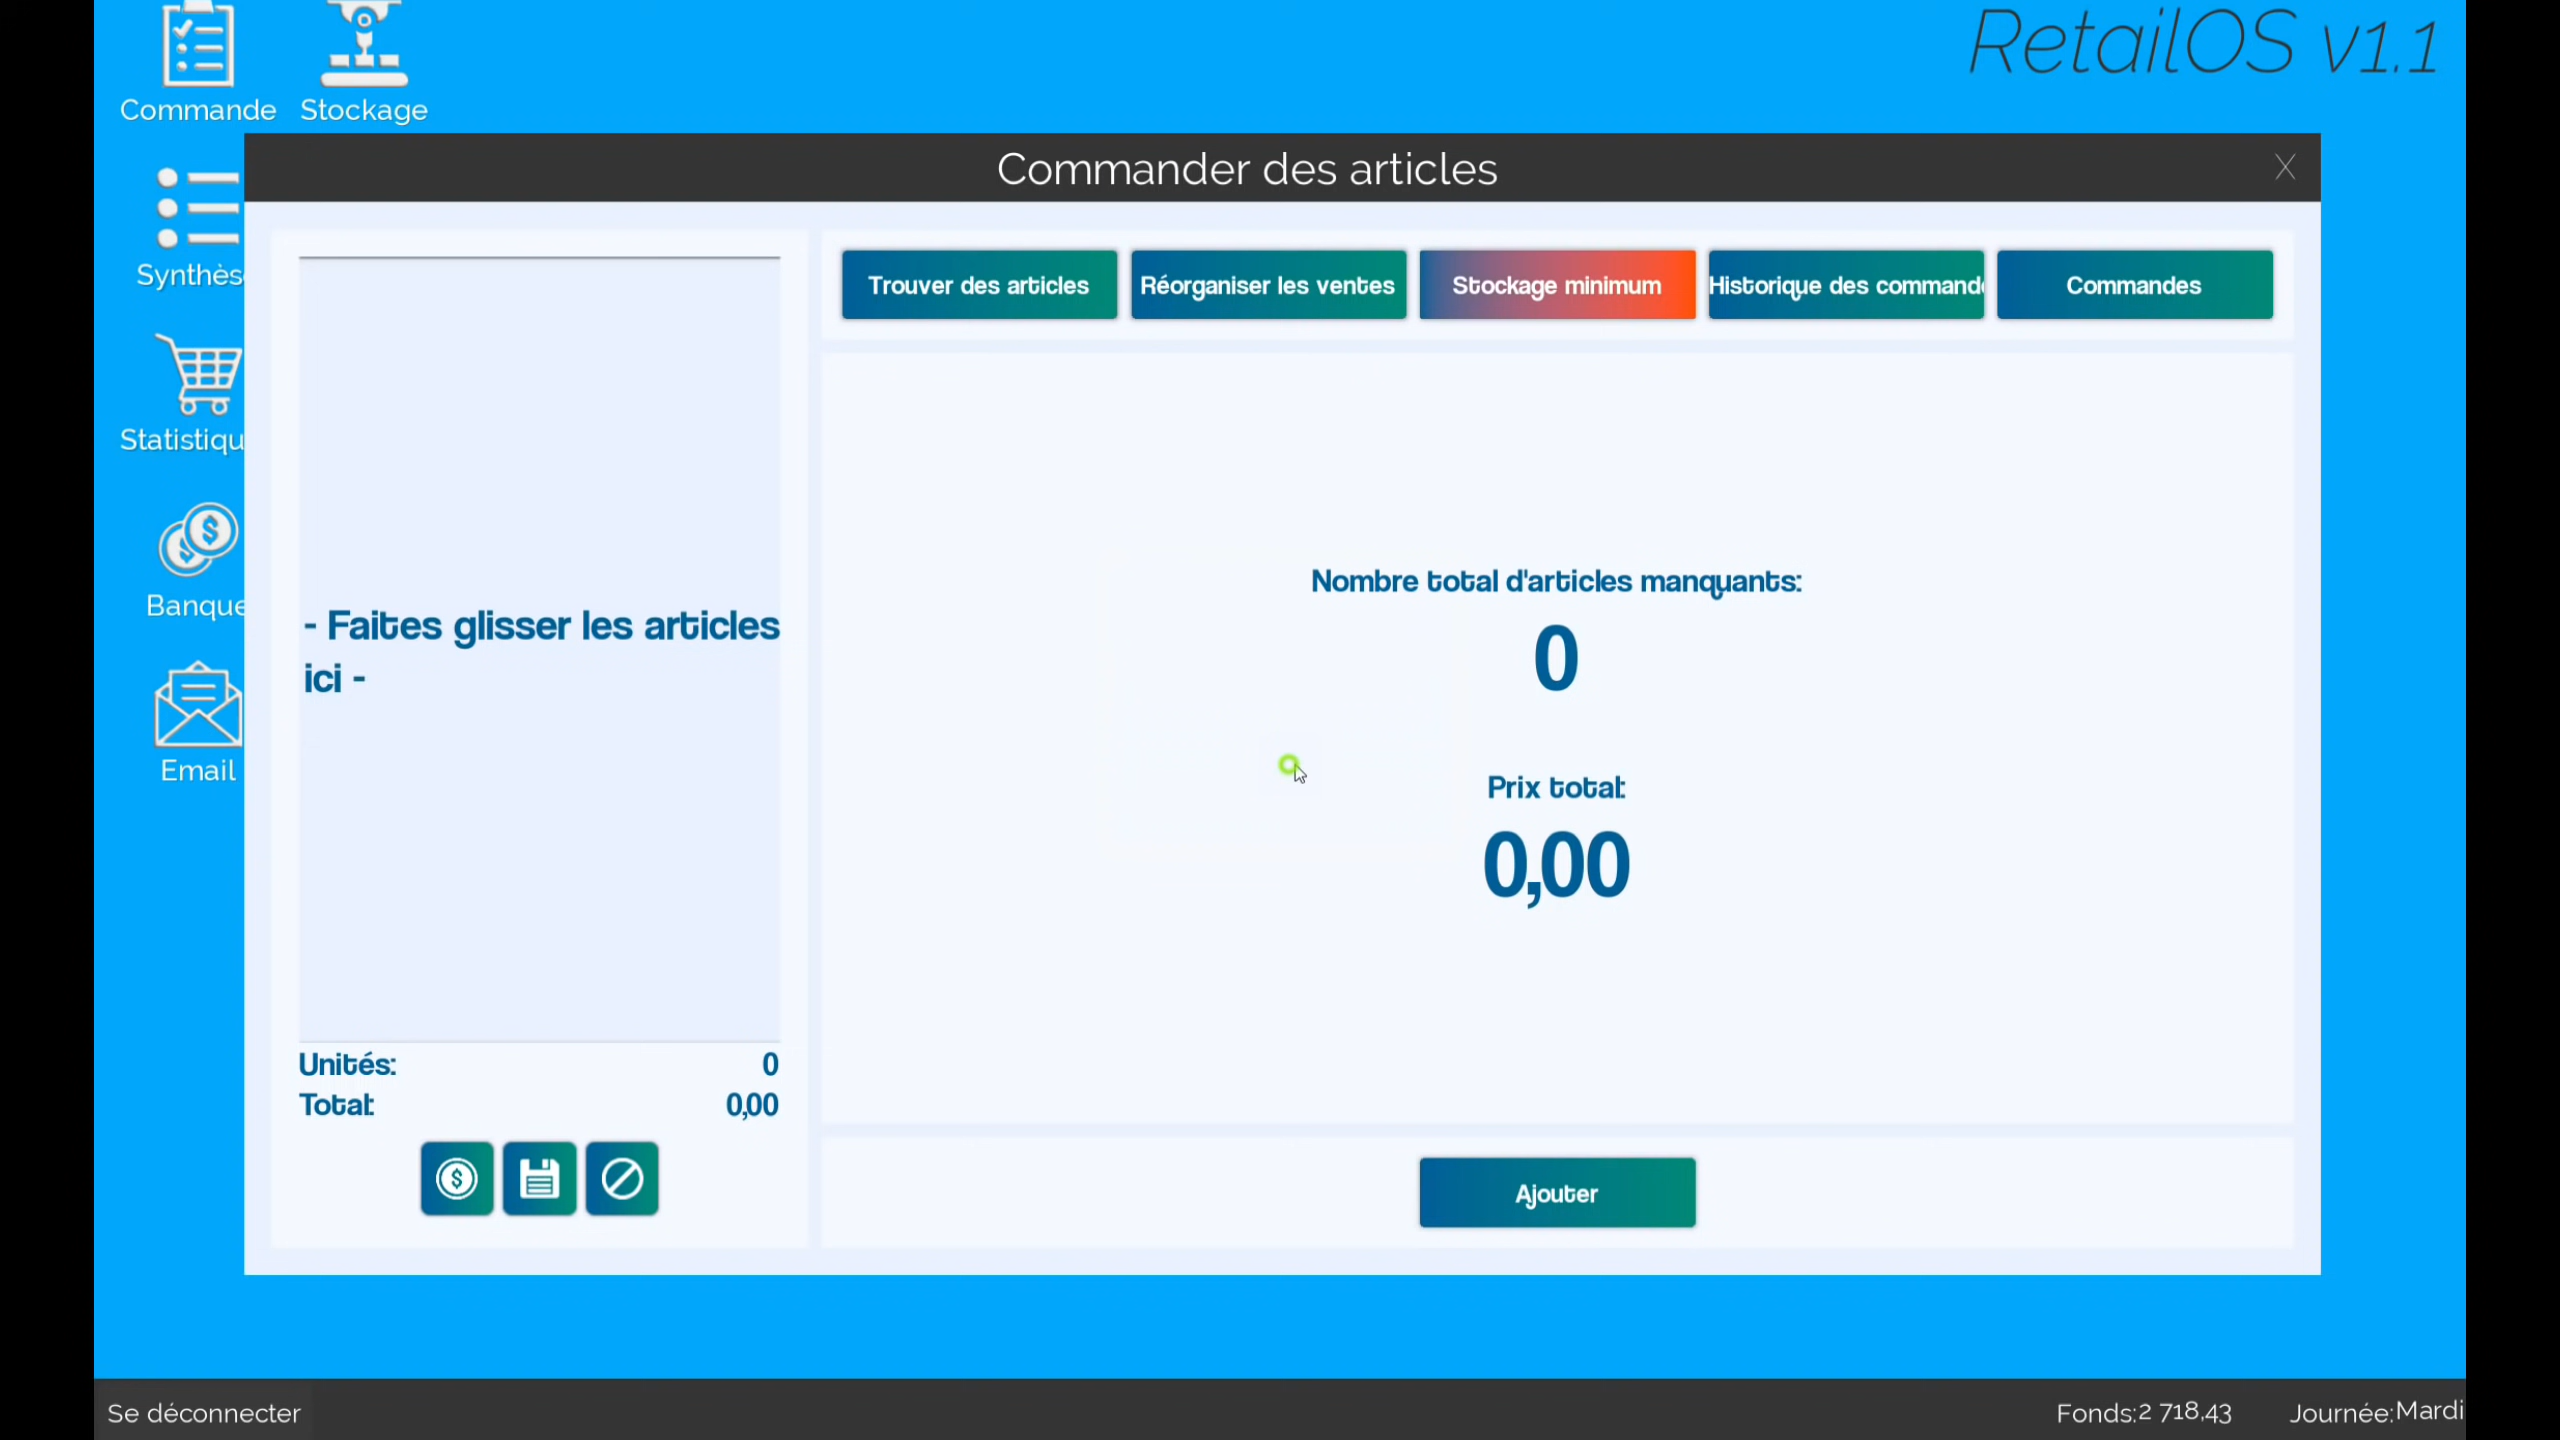 RetailOS v1.1
Commande
Stockage
Synthès
Statistiqu
Banque
Email
Commander des articles
X
Trouver des articles
Réorganiser les ventes
Stockage minimum
Historique des command
Commandes
- Faites glisser les articles
ici -
Nombre total d'articles manquants:
0
Prix total:
0,00
Unités: 0
Total: 0,00
Ajouter
Se déconnecter
Fonds:2 718,43
Journée:Mardi